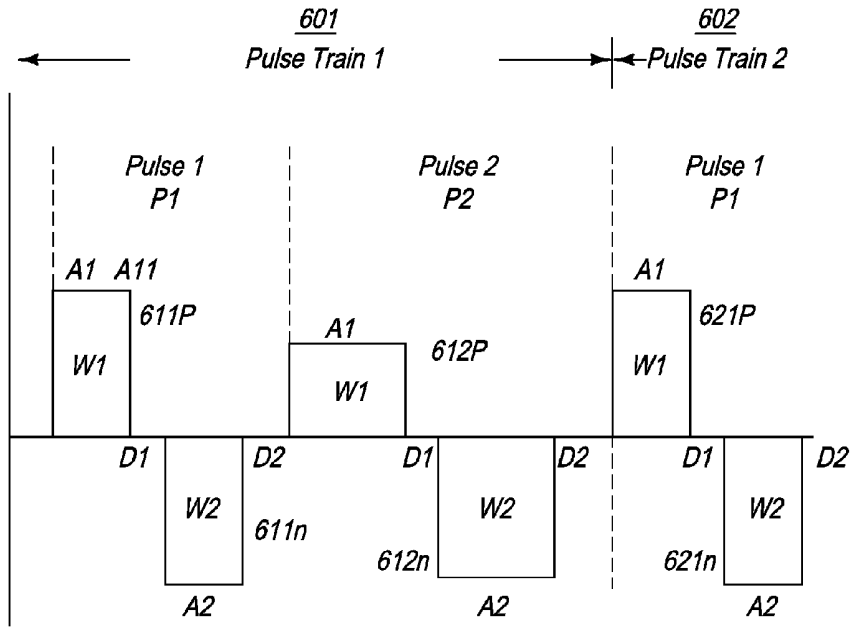 601 602
Pulse Train 1 Pulse Train 2
Pulse 1 Pulse 2 Pulse 1
P1 P2 P1
A1 A11 A1
611P A1 612P 621P
W1 W1 W1
D1 D2 D1 D2 D1 D2
W2 W2 W2
611n 612n 621n
A2 A2 A2